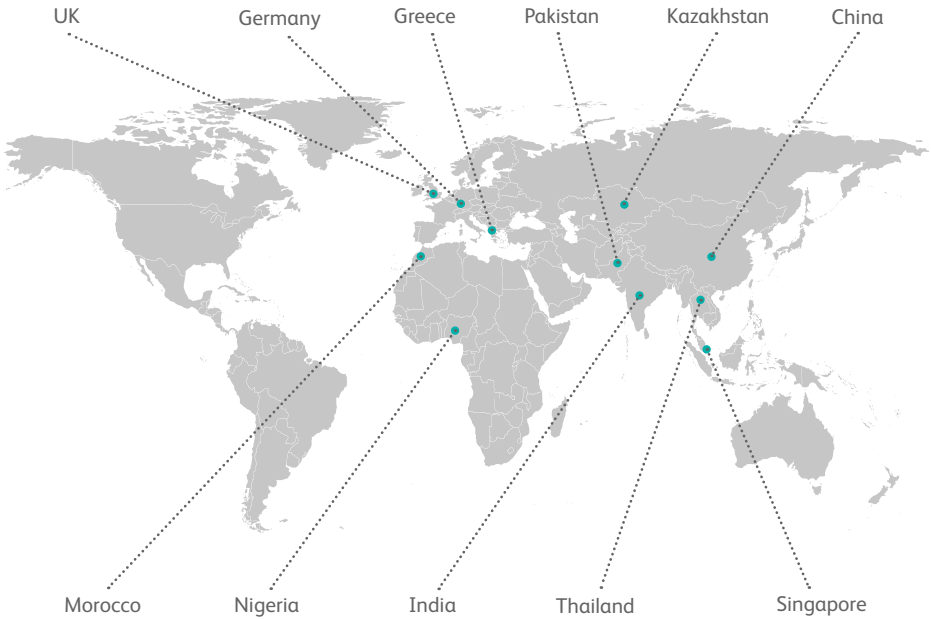 UK
Germany
Greece
Pakistan
Kazakhstan
China
Morocco
Nigeria
India
Thailand
Singapore